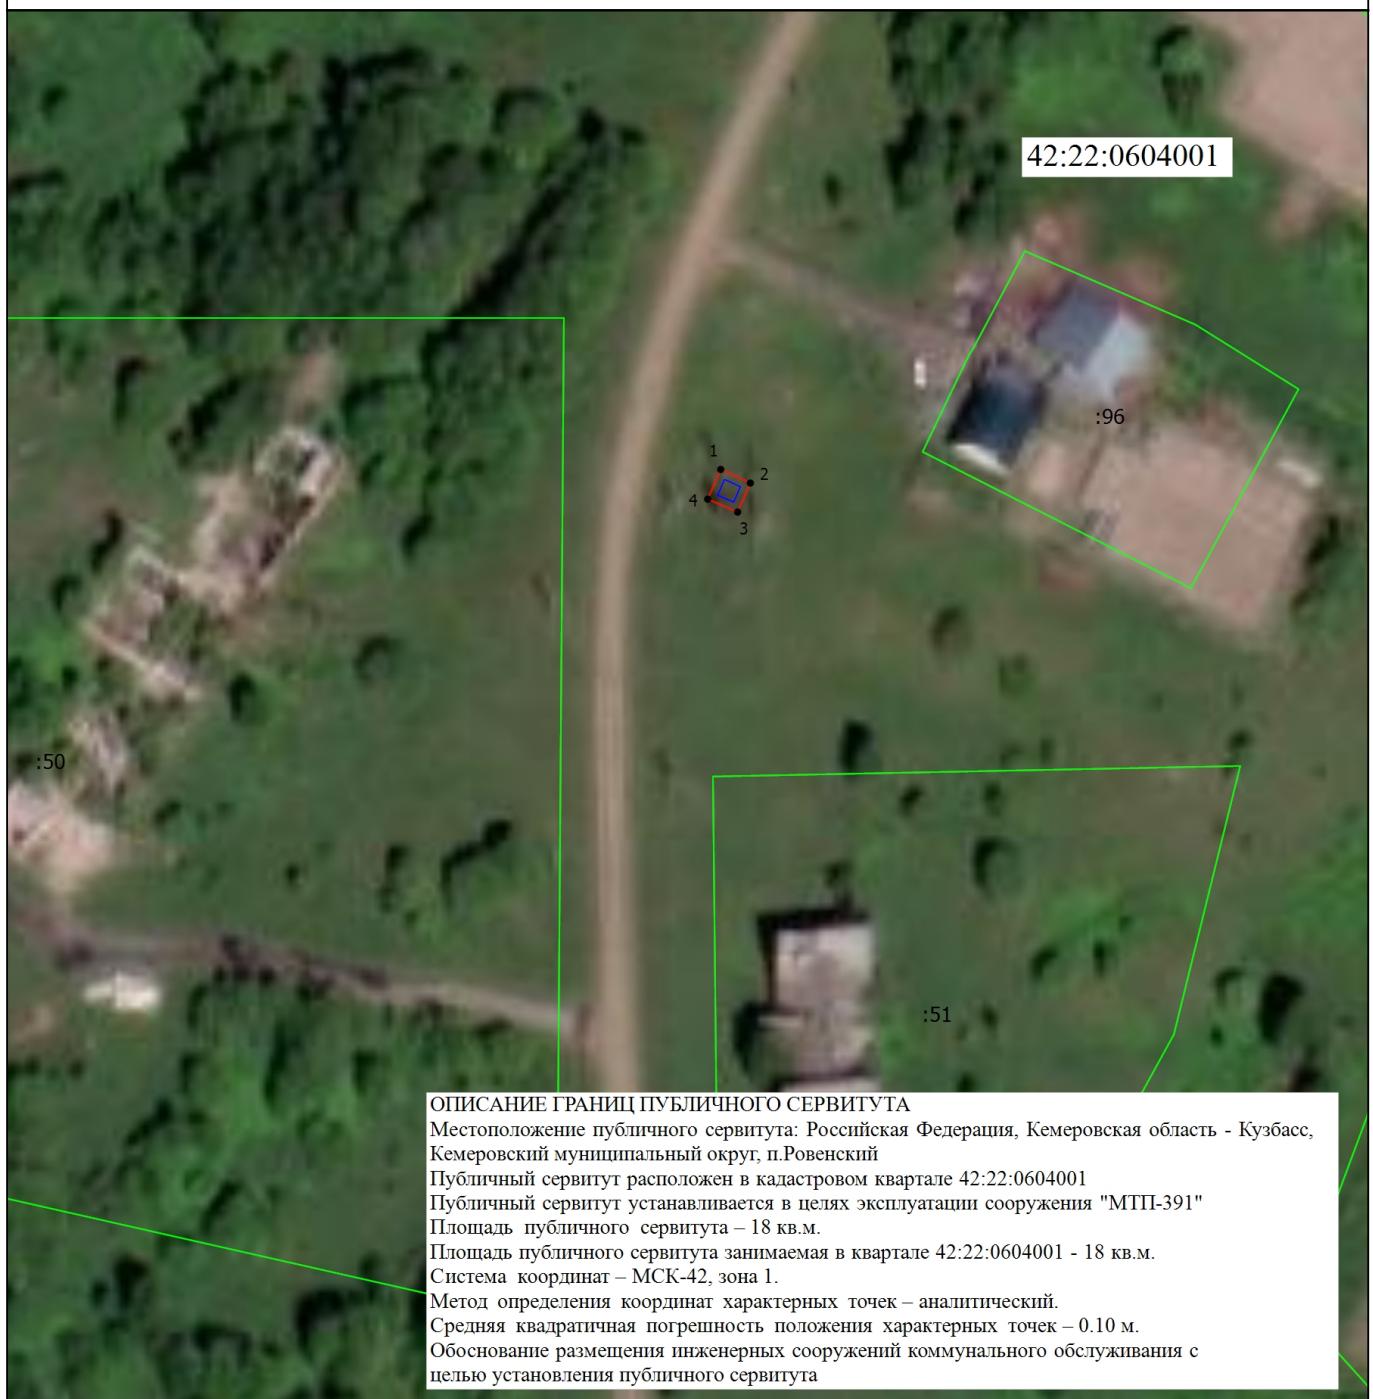 42:22:0604001
:96
1
2
4
3
:50
:51
ОПИСАНИЕ ГРАНИЦ ПУБЛИЧНОГО СЕРВИТУТА
Местоположение публичного сервитута: Российская Федерация, Кемеровская область - Кузбасс,
Кемеровский муниципальный округ, п.Ровенский
Публичный сервитут расположен в кадастровом квартале 42:22:0604001
Публичный сервитут устанавливается в целях эксплуатации сооружения "МТП-391"
Площадь публичного сервитута – 18 кв.м.
Площадь публичного сервитута занимаемая в квартале 42:22:0604001 - 18 кв.м.
Система координат – МСК-42, зона 1.
Метод определения координат характерных точек – аналитический.
Средняя квадратичная погрешность положения характерных точек – 0.10 м.
Обоснование размещения инженерных сооружений коммунального обслуживания с
целью установления публичного сервитута